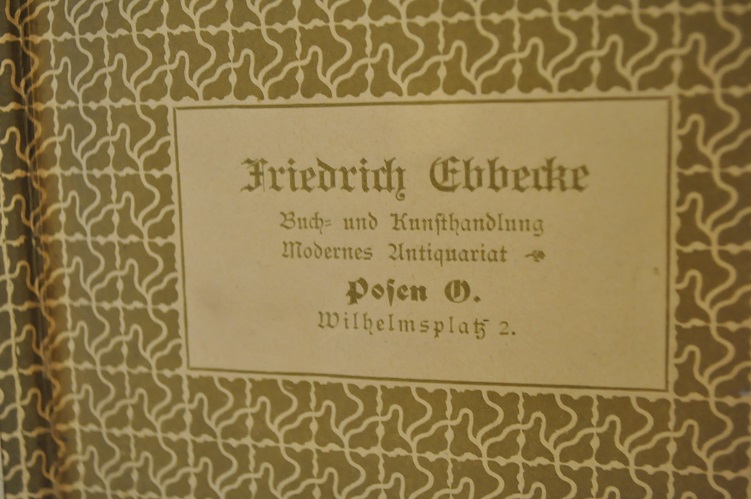 Friedrich Ebbecke
Buch- und Kunsthandlung
Modernes Antiquariat
Posen O.
Wilhelmsplatz 2.